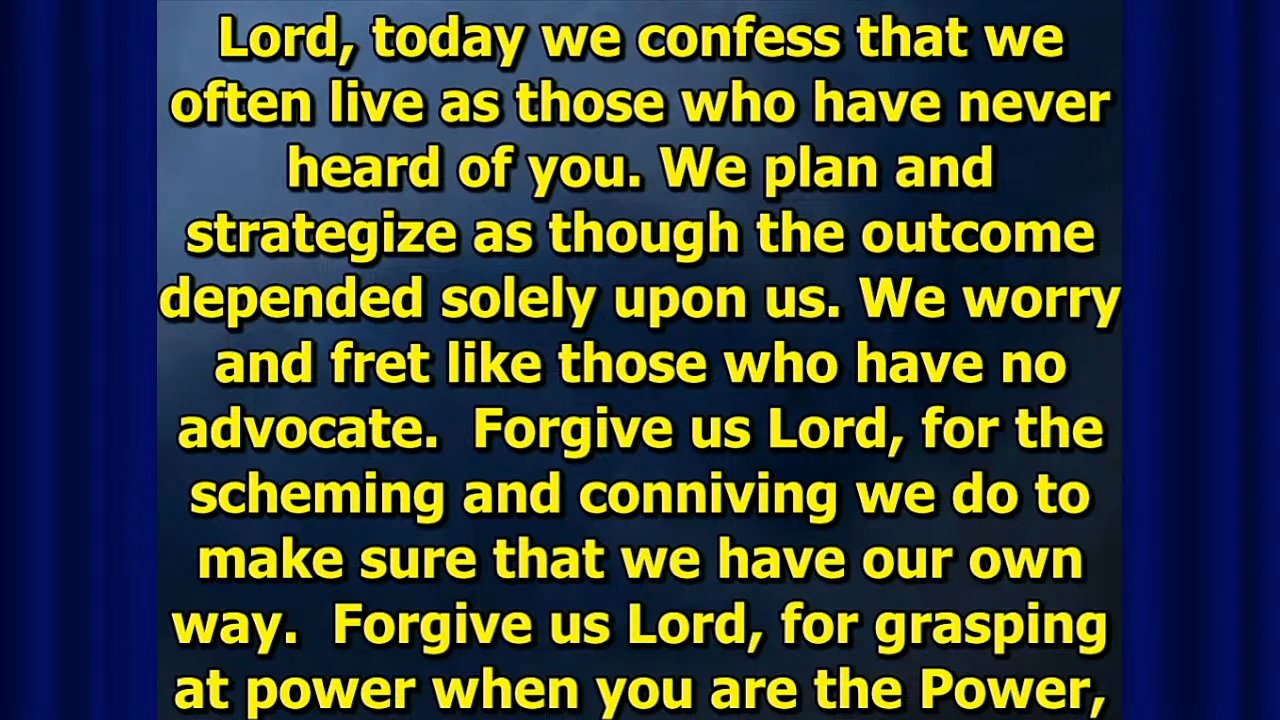 Lord, today we confess that we
often live as those who have never
heard of you. We plan and
strategize as though the outcome
depended solely upon us. We worry
and fret like those who have no
advocate.  Forgive us Lord, for the
scheming and conniving we do to
make sure that we have our own
way.  Forgive us Lord, for grasping
at power when you are the Power,